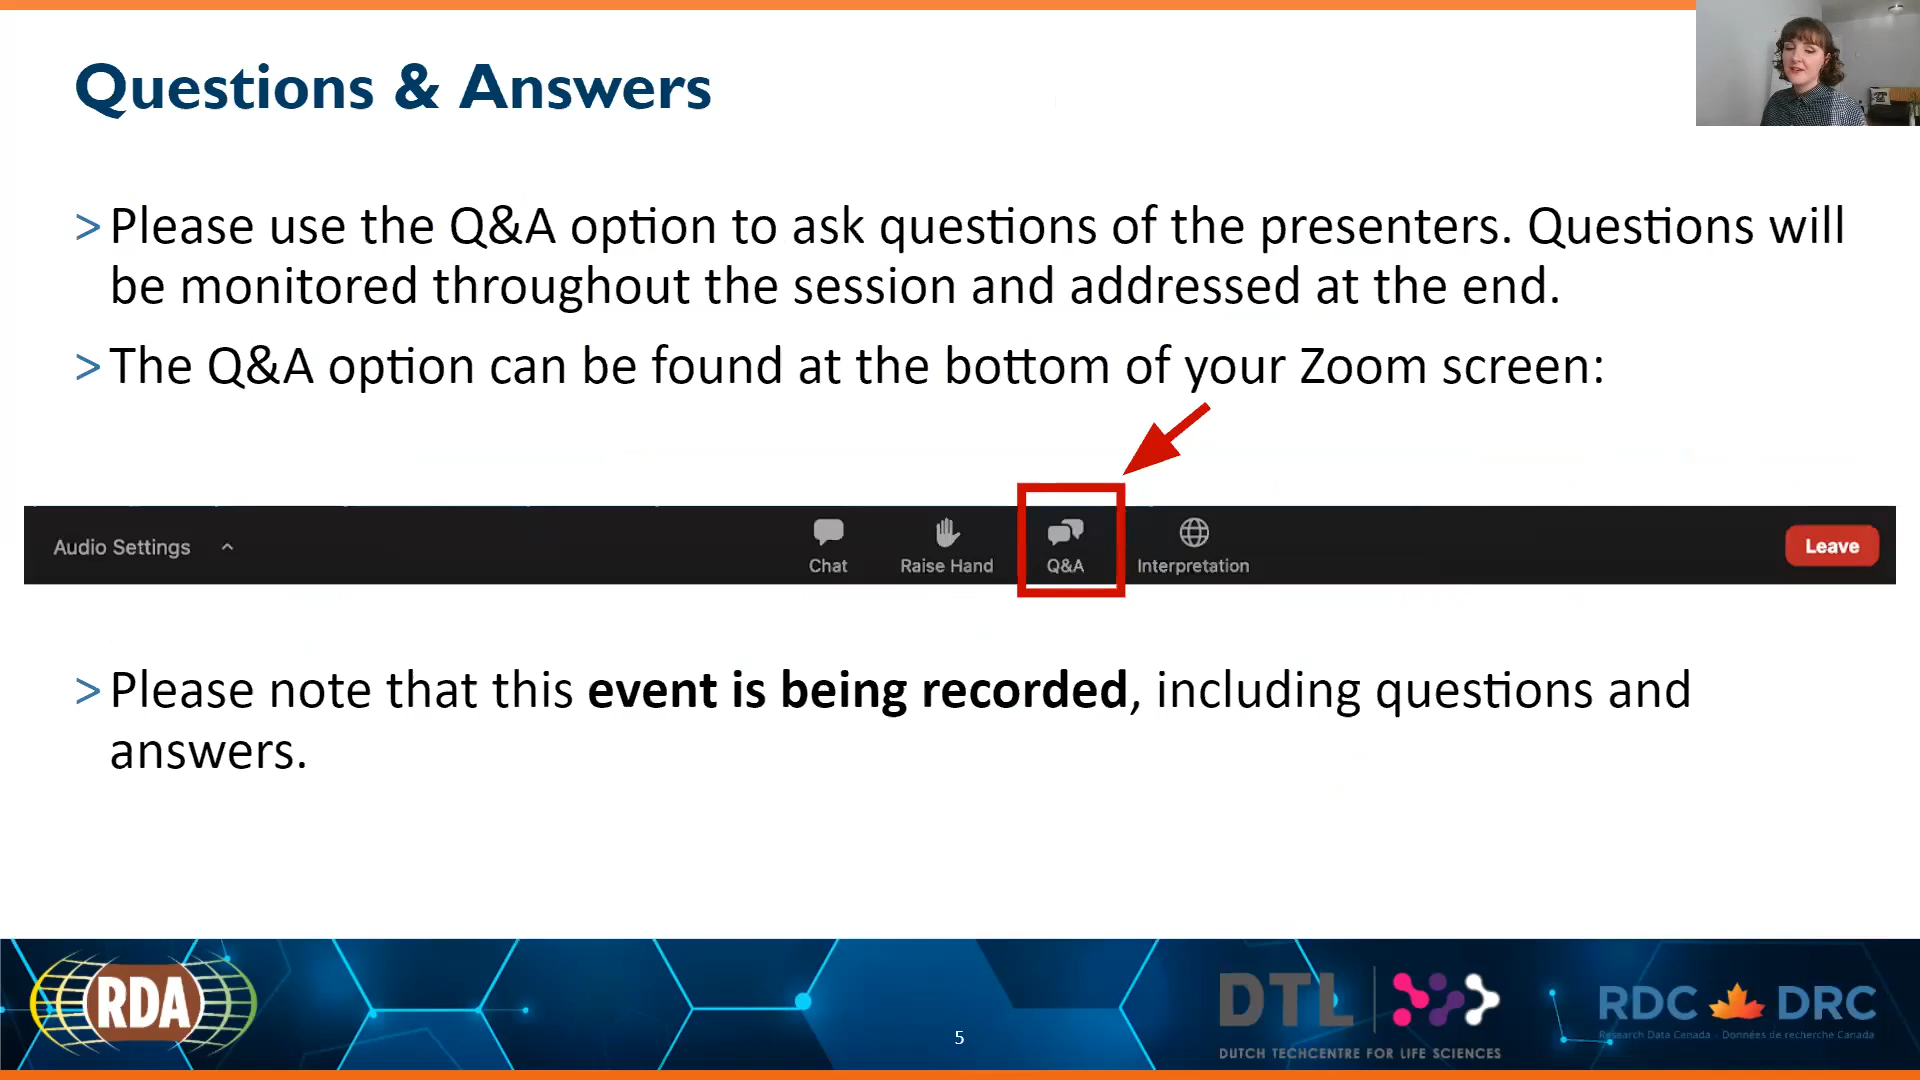 Questions & Answers
> Please use the Q&A option to ask questions of the presenters. Questions will
be monitored throughout the session and addressed at the end.
> The Q&A option can be found at the bottom of your Zoom screen:
Audio Settings
Chat
Raise Hand
Q&A
Interpretation
Leave
> Please note that this event is being recorded, including questions and
answers.
RDA
5
DTL
DUTCH TECHCENTRE FOR LIFE SCIENCES
RDC DRC
Research Data Canada - Données de recherche Canada